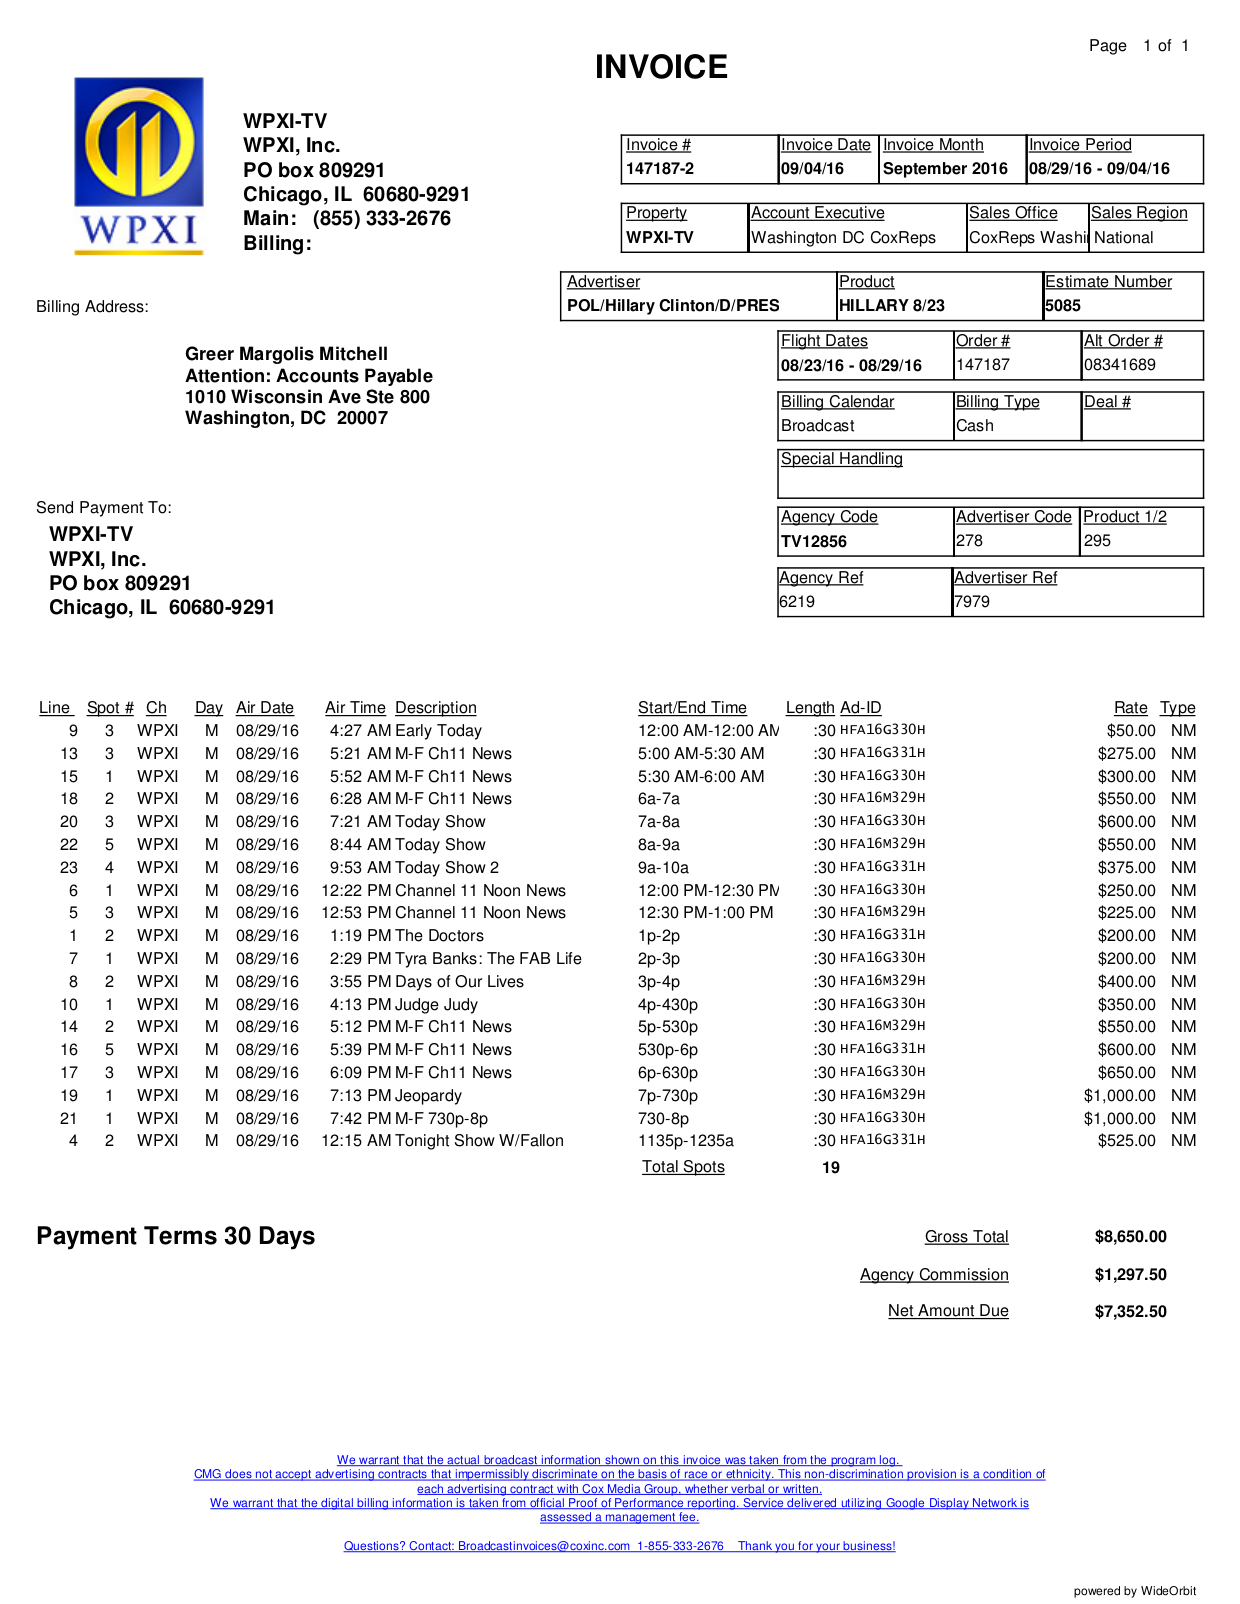 Page 1 of 1
INVOICE
WPXI
WPXI-TV
WPXI, Inc.
PO box 809291
Chicago, IL 60680-9291
Main: (855) 333-2676
Billing:
Invoice # Invoice Date Invoice Month Invoice Period
147187-2 09/04/16 September 2016 08/29/16 - 09/04/16
Property Account Executive Sales Office Sales Region
WPXI-TV Washington DC CoxReps CoxReps Washi National
Advertiser Product Estimate Number
POL/Hillary Clinton/D/PRES HILLARY 8/23 5085
Billing Address:
Greer Margolis Mitchell
Attention: Accounts Payable
1010 Wisconsin Ave Ste 800
Washington, DC 20007
Flight Dates Order # Alt Order #
08/23/16 - 08/29/16 147187 08341689
Billing Calendar Billing Type Deal #
Broadcast Cash
Special Handling
Send Payment To:
WPXI-TV
WPXI, Inc.
PO box 809291
Chicago, IL 60680-9291
Agency Code Advertiser Code Product 1/2
TV12856 278 295
Agency Ref Advertiser Ref
6219 7979
Line Spot # Ch Day Air Date Air Time Description Start/End Time Length Ad-ID Rate Type
9 3 WPXI M 08/29/16 4:27 AM Early Today 12:00 AM-12:00 AM :30 HFA16G330H $50.00 NM
13 3 WPXI M 08/29/16 5:21 AM M-F Ch11 News 5:00 AM-5:30 AM :30 HFA16G331H $275.00 NM
15 1 WPXI M 08/29/16 5:52 AM M-F Ch11 News 5:30 AM-6:00 AM :30 HFA16G330H $300.00 NM
18 2 WPXI M 08/29/16 6:28 AM M-F Ch11 News 6a-7a :30 HFA16M329H $550.00 NM
20 3 WPXI M 08/29/16 7:21 AM Today Show 7a-8a :30 HFA16G330H $600.00 NM
22 5 WPXI M 08/29/16 8:44 AM Today Show 8a-9a :30 HFA16M329H $550.00 NM
23 4 WPXI M 08/29/16 9:53 AM Today Show 2 9a-10a :30 HFA16G331H $375.00 NM
6 1 WPXI M 08/29/16 12:22 PM Channel 11 Noon News 12:00 PM-12:30 PM :30 HFA16G330H $250.00 NM
5 3 WPXI M 08/29/16 12:53 PM Channel 11 Noon News 12:30 PM-1:00 PM :30 HFA16M329H $225.00 NM
1 2 WPXI M 08/29/16 1:19 PM The Doctors 1p-2p :30 HFA16G331H $200.00 NM
7 1 WPXI M 08/29/16 2:29 PM Tyra Banks: The FAB Life 2p-3p :30 HFA16G330H $200.00 NM
8 2 WPXI M 08/29/16 3:55 PM Days of Our Lives 3p-4p :30 HFA16M329H $400.00 NM
10 1 WPXI M 08/29/16 4:13 PM Judge Judy 4p-430p :30 HFA16G330H $350.00 NM
14 2 WPXI M 08/29/16 5:12 PM M-F Ch11 News 5p-530p :30 HFA16M329H $550.00 NM
16 5 WPXI M 08/29/16 5:39 PM M-F Ch11 News 530p-6p :30 HFA16G331H $600.00 NM
17 3 WPXI M 08/29/16 6:09 PM M-F Ch11 News 6p-630p :30 HFA16G330H $650.00 NM
19 1 WPXI M 08/29/16 7:13 PM Jeopardy 7p-730p :30 HFA16M329H $1,000.00 NM
21 1 WPXI M 08/29/16 7:42 PM M-F 730p-8p 730-8p :30 HFA16G330H $1,000.00 NM
4 2 WPXI M 08/29/16 12:15 AM Tonight Show W/Fallon 1135p-1235a :30 HFA16G331H $525.00 NM
Total Spots 19
Payment Terms 30 Days
Gross Total $8,650.00
Agency Commission $1,297.50
Net Amount Due $7,352.50
We warrant that the actual broadcast information shown on this invoice was taken from the program log.
CMG does not accept advertising contracts that impermissibly discriminate on the basis of race or ethnicity. This non-discrimination provision is a condition of
each advertising contract with Cox Media Group, whether verbal or written.
We warrant that the digital billing information is taken from official Proof of Performance reporting. Service delivered utilizing Google Display Network is
assessed a management fee.
Questions? Contact: Broadcastinvoices@coxinc.com 1-855-333-2676 Thank you for your business!
powered by WideOrbit